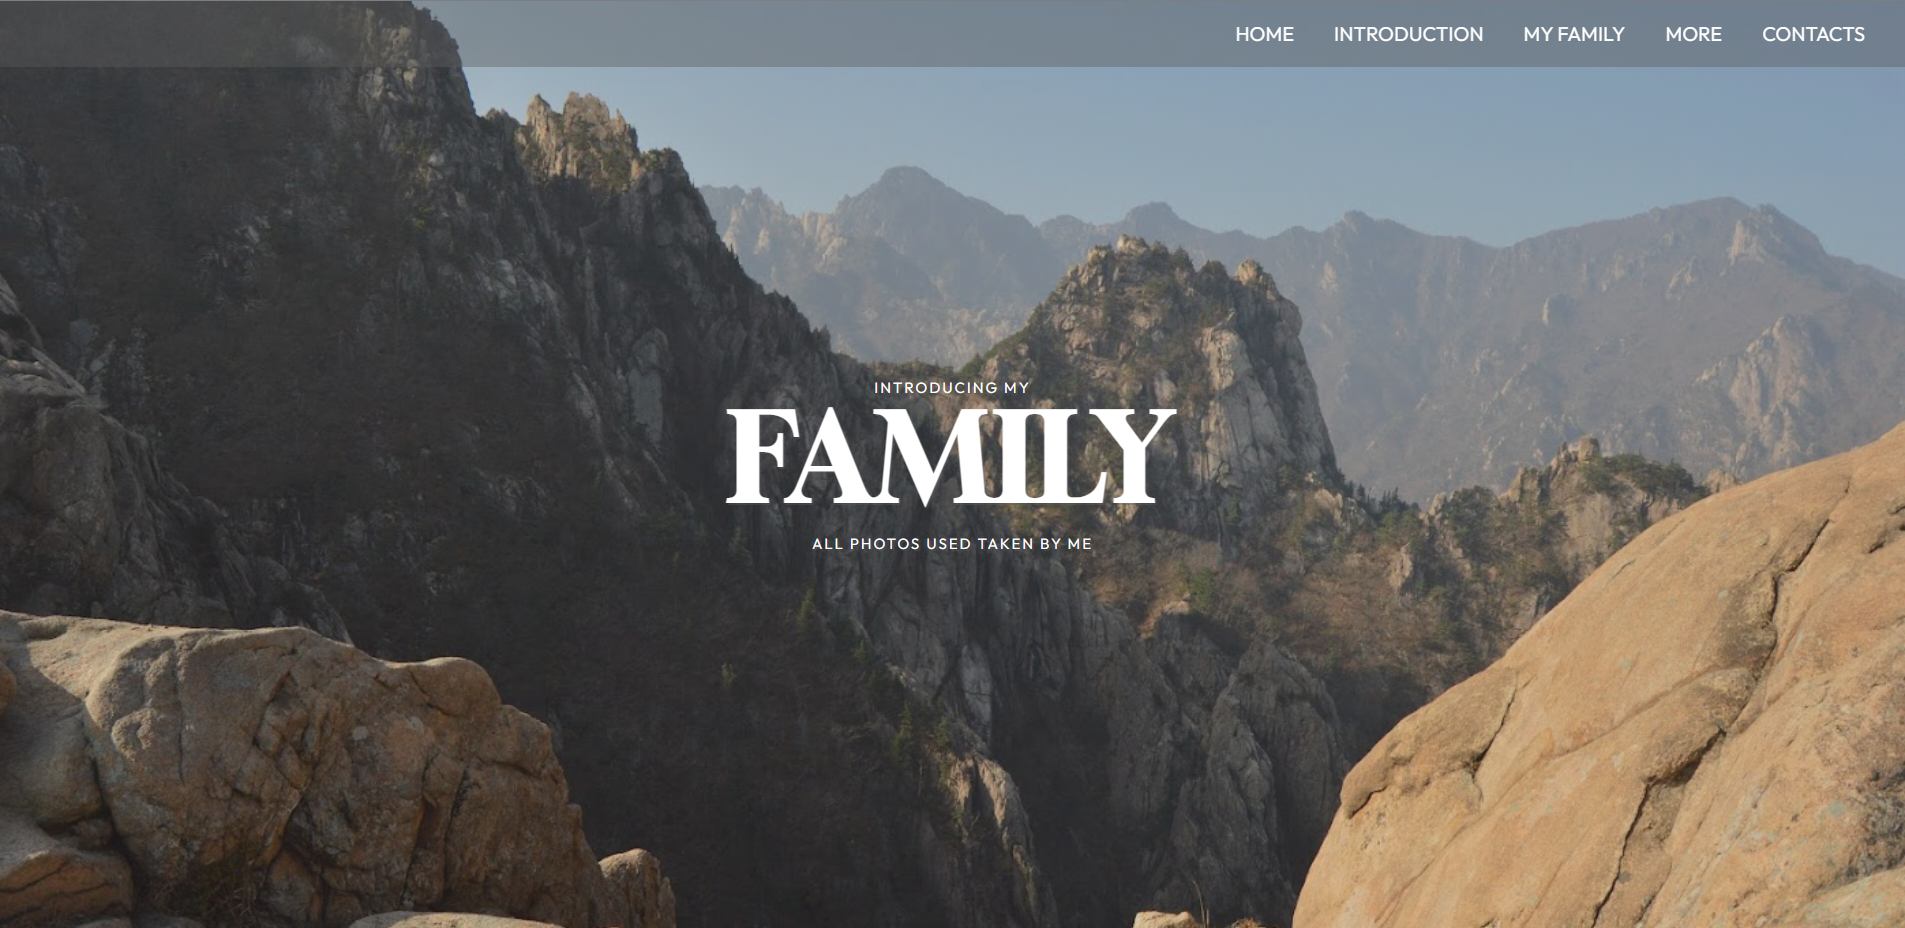 HOME INTRODUCTION MY FAMILY MORE CONTACTS
INTRODUCING MY
FAMILY
ALL PHOTOS USED TAKEN BY ME